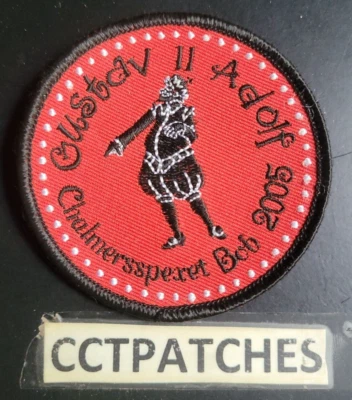 Gustav II Adolf
Chalmersspexet Bob 2005
CCTPATCHES